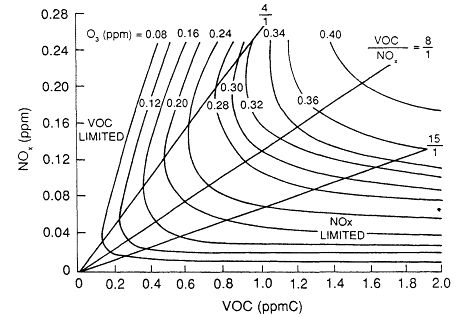 O₃ (ppm) = 0.08 0.16 0.24 4/1 0.34 0.40
VOC/NOₓ = 8/1
0.28
0.24
0.20
0.16
0.12
0.08
0.04
0
NOₓ (ppm)
VOC
LIMITED
0.12 0.20 0.28 0.30 0.32 0.36
15/1
NOx
LIMITED
0 0.2 0.4 0.6 0.8 1.0 1.2 1.4 1.6 1.8 2.0
VOC (ppmC)